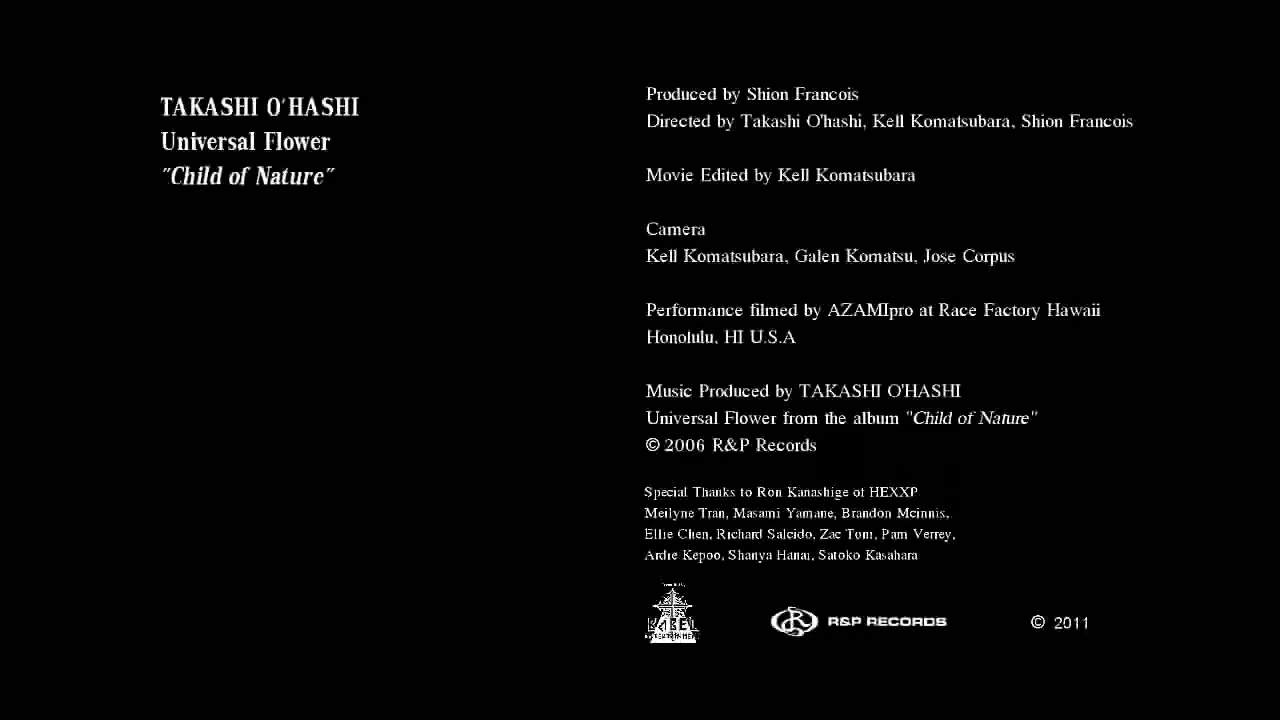 TAKASHI O'HASHI
Universal Flower
"Child of Nature"
Produced by Shion Francois
Directed by Takashi O'hashi, Kell Komatsubara, Shion Francois
Movie Edited by Kell Komatsubara
Camera
Kell Komatsubara, Galen Komatsu, Jose Corpus
Performance filmed by AZAMIpro at Race Factory Hawaii
Honolulu, HI U.S.A
Music Produced by TAKASHI O'HASHI
Universal Flower from the album "Child of Nature"
© 2006 R&P Records
Special Thanks to Ron Kanashige of HEXXP
Meilyne Tran, Masami Yamane, Brandon Mcinnis,
Ellie Chen, Richard Salcido, Zac Tom, Pam Verrey,
Ardie Kepoo, Shanya Hanai, Satoko Kasahara
BABEL
R&P RECORDS
© 2011